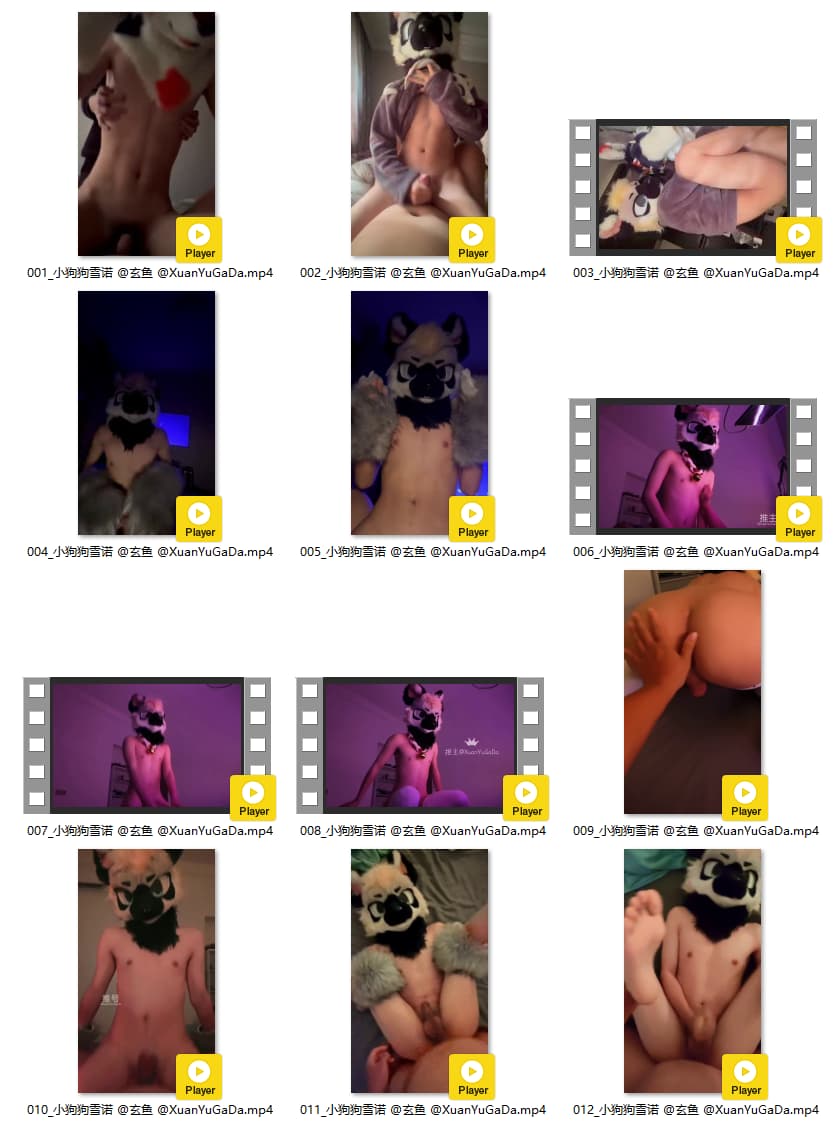 Player
Player
Player
001_小狗狗雪诺 @玄鱼 @XuanYuGaDa.mp4
002_小狗狗雪诺 @玄鱼 @XuanYuGaDa.mp4
003_小狗狗雪诺 @玄鱼 @XuanYuGaDa.mp4
Player
Player
推主
Player
004_小狗狗雪诺 @玄鱼 @XuanYuGaDa.mp4
005_小狗狗雪诺 @玄鱼 @XuanYuGaDa.mp4
006_小狗狗雪诺 @玄鱼 @XuanYuGaDa.mp4
推主@XuanYuGaDa
Player
Player
Player
007_小狗狗雪诺 @玄鱼 @XuanYuGaDa.mp4
008_小狗狗雪诺 @玄鱼 @XuanYuGaDa.mp4
009_小狗狗雪诺 @玄鱼 @XuanYuGaDa.mp4
推号
Player
Player
Player
010_小狗狗雪诺 @玄鱼 @XuanYuGaDa.mp4
011_小狗狗雪诺 @玄鱼 @XuanYuGaDa.mp4
012_小狗狗雪诺 @玄鱼 @XuanYuGaDa.mp4